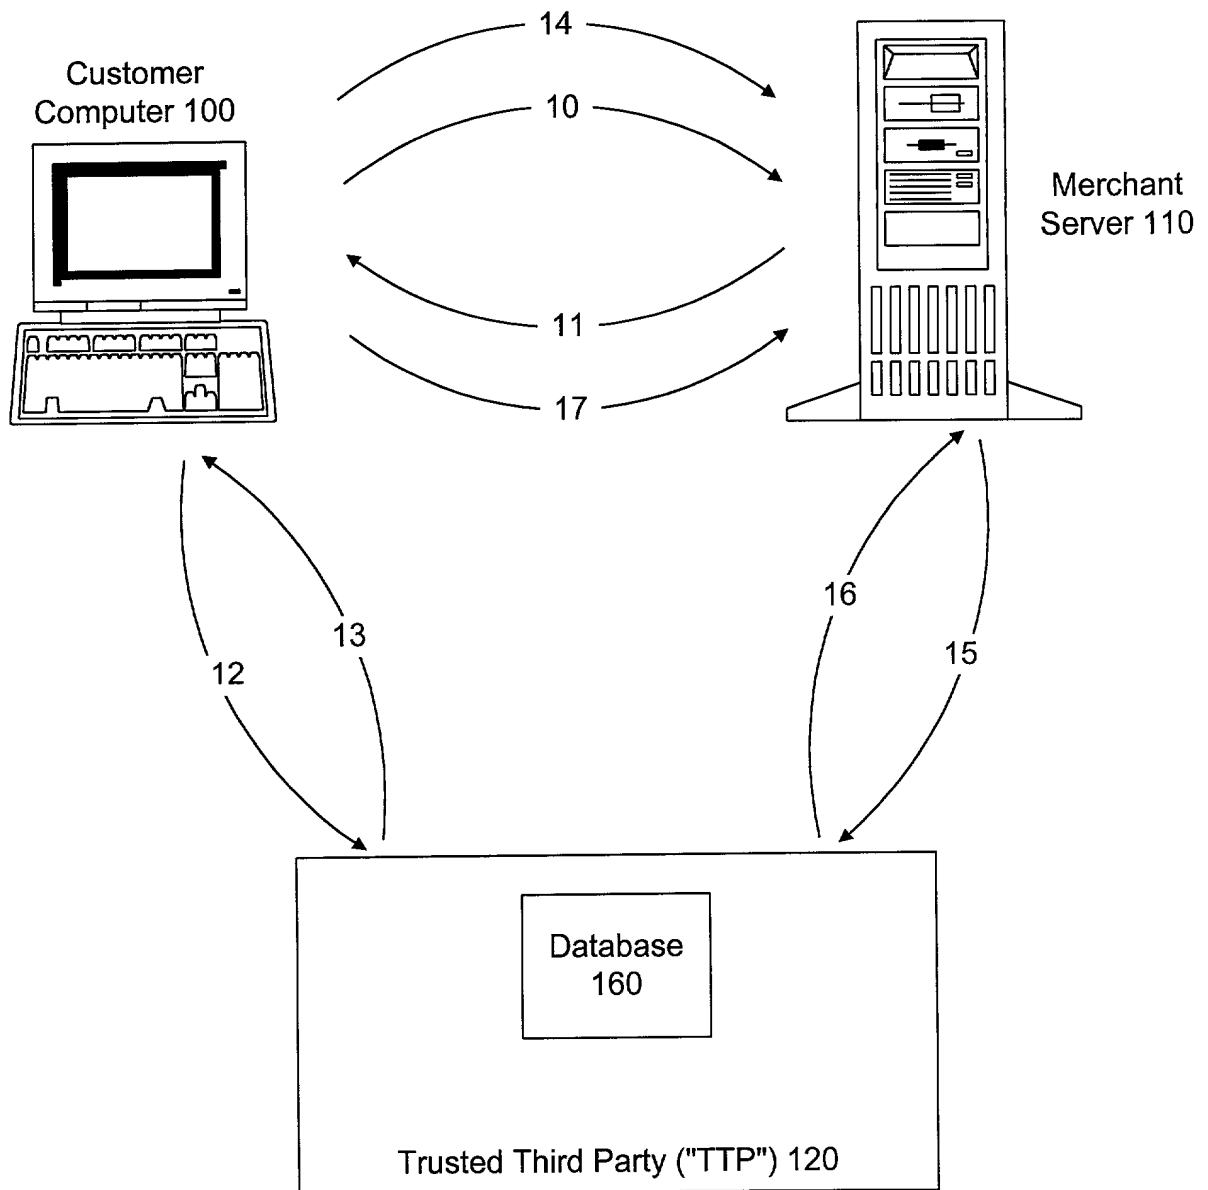 14
Customer
Computer 100
10
Merchant
Server 110
11
17
16
13
15
12
Database
160
Trusted Third Party ("TTP") 120